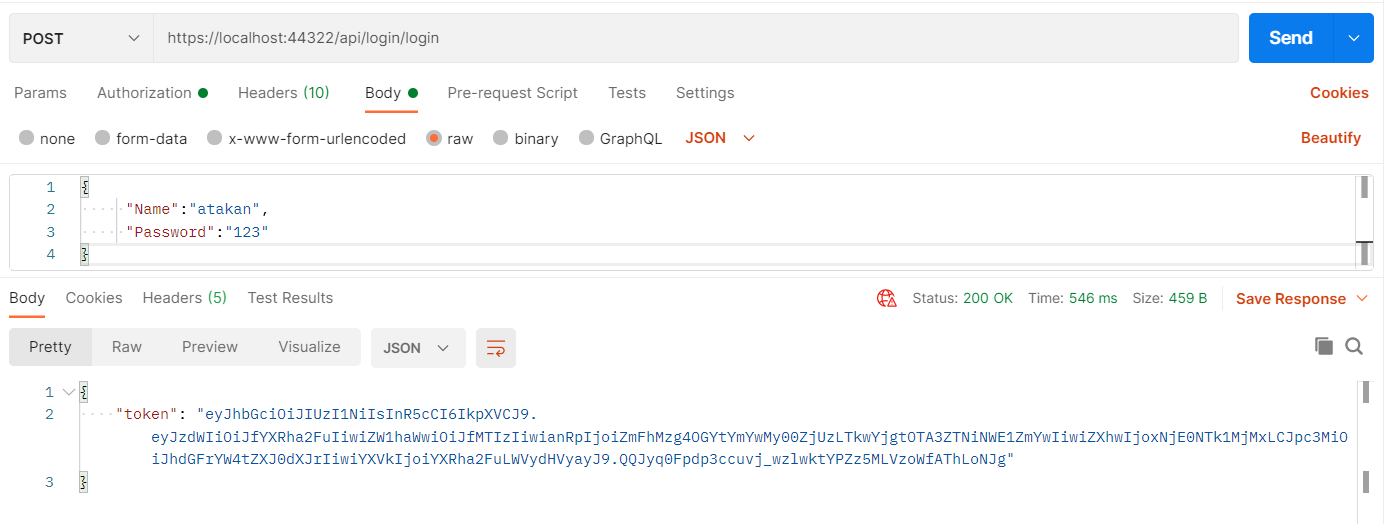 POST https://localhost:44322/api/login/login Send
Params Authorization Headers (10) Body Pre-request Script Tests Settings Cookies
none form-data x-www-form-urlencoded raw binary GraphQL JSON Beautify
1 {
2 "Name":"atakan",
3 "Password":"123"
4 }
Body Cookies Headers (5) Test Results Status: 200 OK Time: 546 ms Size: 459 B Save Response
Pretty Raw Preview Visualize JSON
1 {
2 "token": "eyJhbGciOiJIUzI1NiIsInR5cCI6IkpXVCJ9.
eyJzdWIiOiJfYXRha2FuIiwiZW1haWwiOiJfMTIzIiwianRpIjoiZmFhMzg4OGYtYmYwMy00ZjUzLTkwYjgtOTA3ZTNiNWE1ZmYwIiwiZXhwIjoxNjE0NTk1MjMxLCJpc3MiO
iJhdGFrYW4tZXJ0dXJrIiwiYXVkIjoiYXRha2FuLWVydHVyayJ9.QQJyq0Fpdp3ccuvj_wzlwktYPZz5MLVzoWfAThLoNJg"
3 }